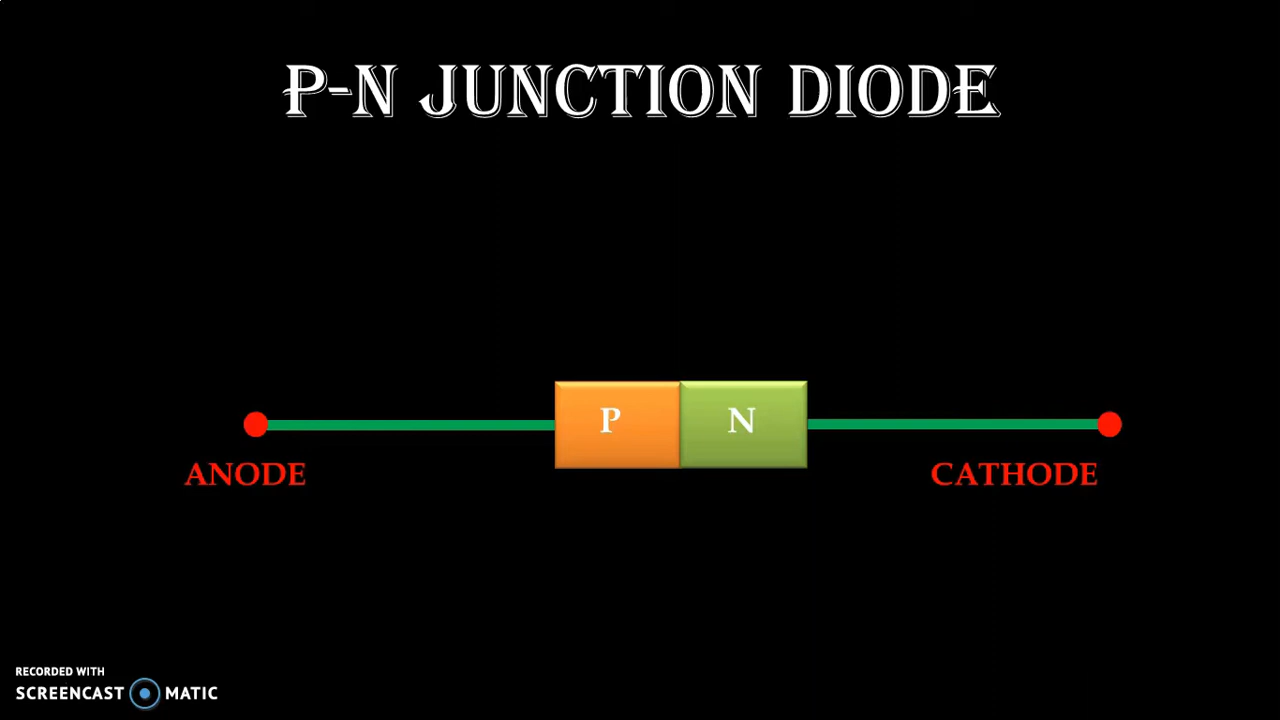 P-N JUNCTION DIODE
P N
ANODE
CATHODE
RECORDED WITH
SCREENCAST MATIC